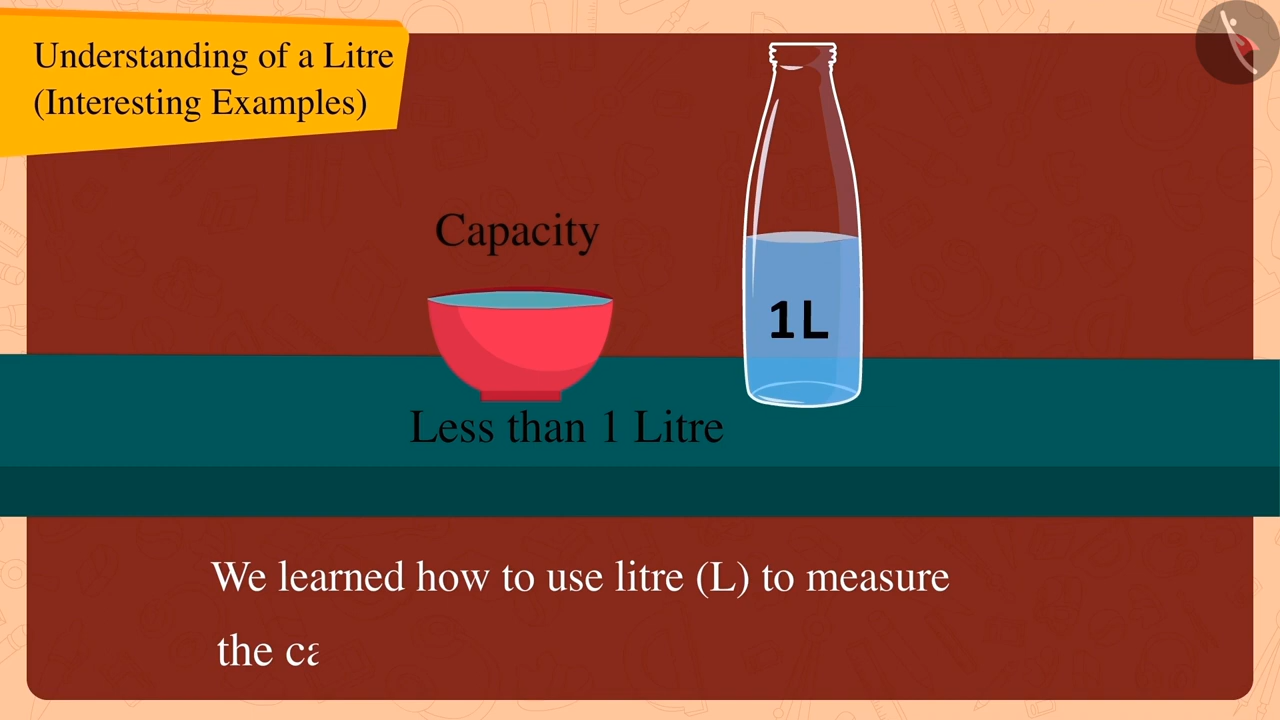 Understanding of a Litre
(Interesting Examples)
Capacity
1L
Less than 1 Litre
We learned how to use litre (L) to measure
the ca